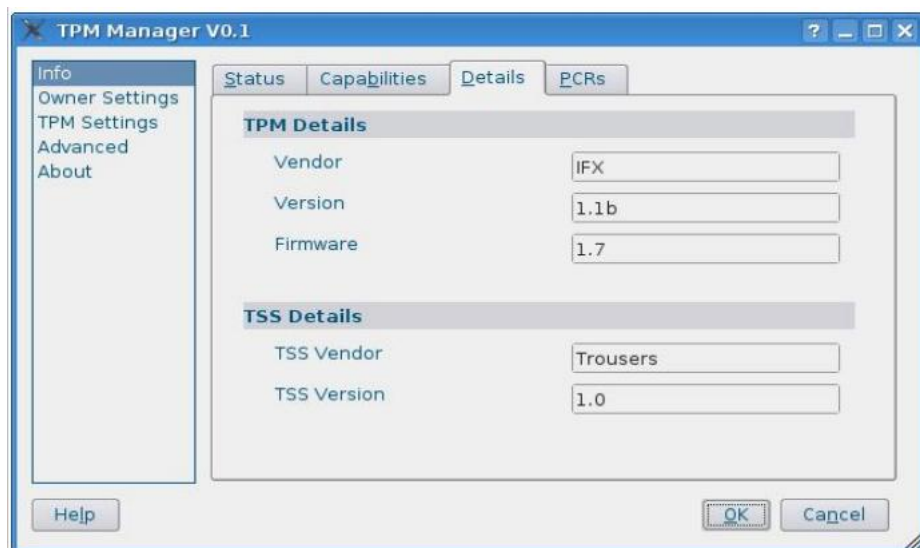 TPM Manager V0.1
Info
Owner Settings
TPM Settings
Advanced
About
Status
Capabilities
Details
PCRs
TPM Details
Vendor
IFX
Version
1.1b
Firmware
1.7
TSS Details
TSS Vendor
Trousers
TSS Version
1.0
Help
OK
Cancel